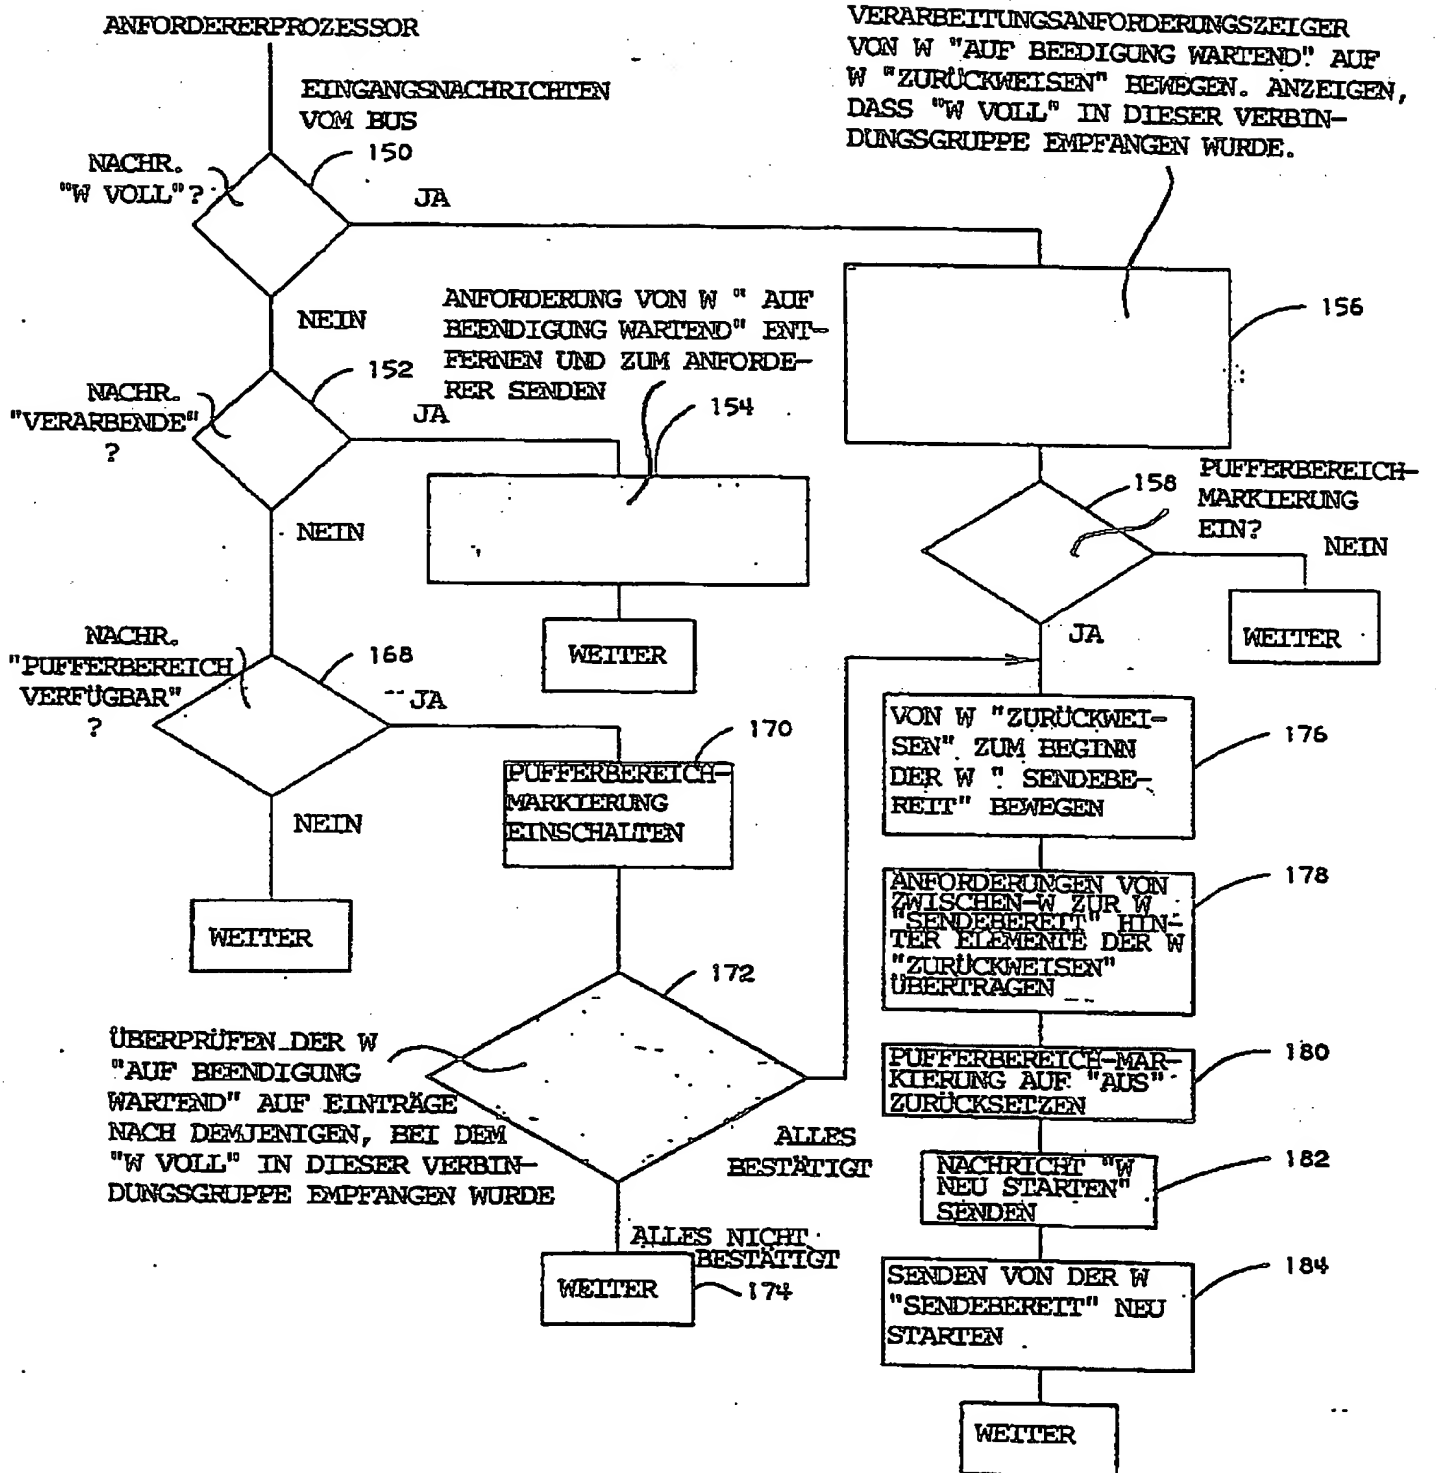 ANFORDERERPROZESSOR
EINGANGSNACHRICHTEN
VOM BUS
VERARBEITUNGSANFORDERUNGSZEIGER
VON W "AUF BEEDIGUNG WARTEND" AUF
W "ZURÜCKWEISEN" BEWEGEN. ANZEIGEN,
DASS "W VOLL" IN DIESER VERBIN-
DUNGSGRUPPE EMPFANGEN WURDE.
NACHR.
"W VOLL"?
150
JA
NEIN
156
ANFORDERUNG VON W " AUF
BEENDIGUNG WARTEND" ENT-
FERNEN UND ZUM ANFORDE-
RER SENDEN
NACHR.
"VERARBENDE"
?
152
JA
154
NEIN
WEITER
158
PUFFERBEREICH-
MARKIERUNG
EIN?
NEIN
WEITER
JA
NACHR.
"PUFFERBEREICH
VERFÜGBAR"
?
168
JA
NEIN
WEITER
170
PUFFERBEREICH-
MARKIERUNG
EINSCHALTEN
172
ÜBERPRÜFEN DER W
"AUF BEENDIGUNG
WARTEND" AUF EINTRÄGE
NACH DEMJENIGEN, BEI DEM
"W VOLL" IN DIESER VERBIN-
DUNGSGRUPPE EMPFANGEN WURDE
ALLES
BESTÄTIGT
ALLES NICHT
BESTÄTIGT
WEITER
174
VON W "ZURÜCKWEI-
SEN" ZUM BEGINN
DER W " SENDEBE-
REIT" BEWEGEN
176
ANFORDERUNGEN VON
ZWISCHEN-W ZUR W
"SENDEBEREIT" HIN-
TER ELEMENTE DER W
"ZURÜCKWEISEN"
ÜBERTRAGEN
178
PUFFERBEREICH-MAR-
KIERUNG AUF "AUS"
ZURÜCKSETZEN
180
NACHRICHT "W
NEU STARTEN"
SENDEN
182
SENDEN VON DER W
"SENDEBEREIT" NEU
STARTEN
184
WEITER